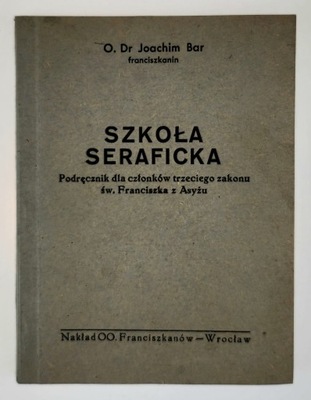 O. Dr Joachim Bar
franciszkanin
SZKOŁA
SERAFICKA
Podręcznik dla członków trzeciego zakonu
św. Franciszka z Asyżu
Nakład OO. Franciszkanów — Wrocław